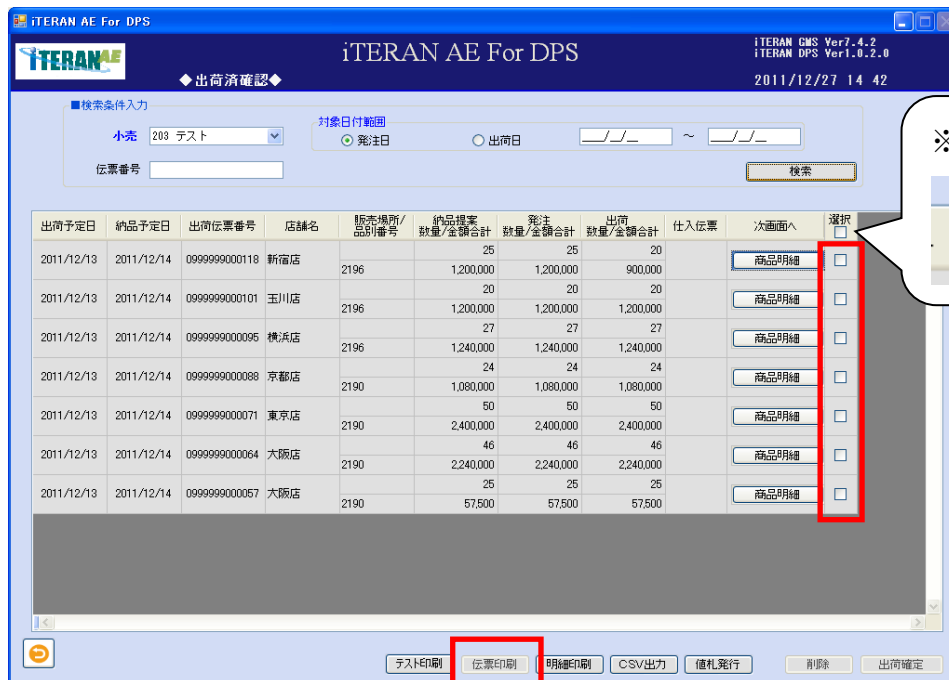 iTERAN AE For DPS
iTERAN AE
iTERAN AE For DPS
iTERAN GMS Ver7.4.2
iTERAN DPS Ver1.0.2.0
◆出荷済確認◆
2011/12/27 14 42
■検索条件入力
小売 203 テスト
対象日付範囲
発注日 出荷日 __/__/__ ～ __/__/__
※
伝票番号
検索
出荷予定日 納品予定日 出荷伝票番号 店舗名 販売場所/品別番号 納品提案数量/金額合計 発注数量/金額合計 出荷数量/金額合計 仕入伝票 次画面へ 選択
2011/12/13 2011/12/14 0999999000118 新宿店 25 25 20 商品明細
2196 1,200,000 1,200,000 900,000
2011/12/13 2011/12/14 0999999000101 玉川店 20 20 20 商品明細
2196 1,200,000 1,200,000 1,200,000
2011/12/13 2011/12/14 0999999000095 横浜店 27 27 27 商品明細
2196 1,240,000 1,240,000 1,240,000
2011/12/13 2011/12/14 0999999000088 京都店 24 24 24 商品明細
2190 1,080,000 1,080,000 1,080,000
2011/12/13 2011/12/14 0999999000071 東京店 50 50 50 商品明細
2190 2,400,000 2,400,000 2,400,000
2011/12/13 2011/12/14 0999999000064 大阪店 46 46 46 商品明細
2190 2,240,000 2,240,000 2,240,000
2011/12/13 2011/12/14 0999999000057 大阪店 25 25 25 商品明細
2190 57,500 57,500 57,500
テスト印刷 伝票印刷 明細印刷 CSV出力 値札発行 削除 出荷確定